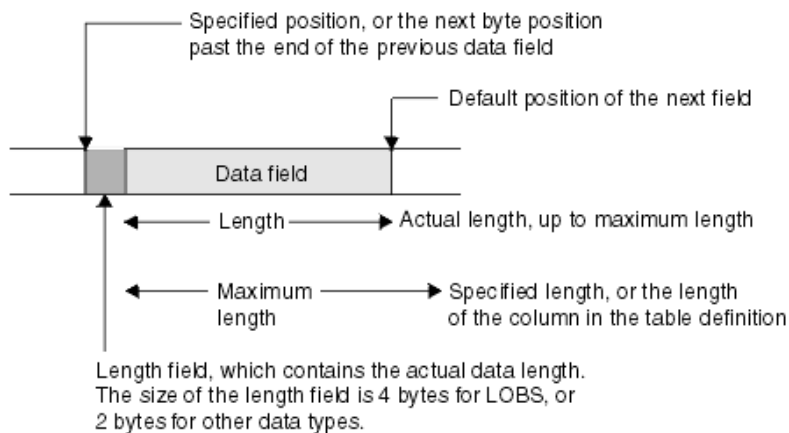 Specified position, or the next byte position
past the end of the previous data field
Default position of the next field
Data field
Length
Actual length, up to maximum length
Maximum
length
Specified length, or the length
of the column in the table definition
Length field, which contains the actual data length.
The size of the length field is 4 bytes for LOBS, or
2 bytes for other data types.